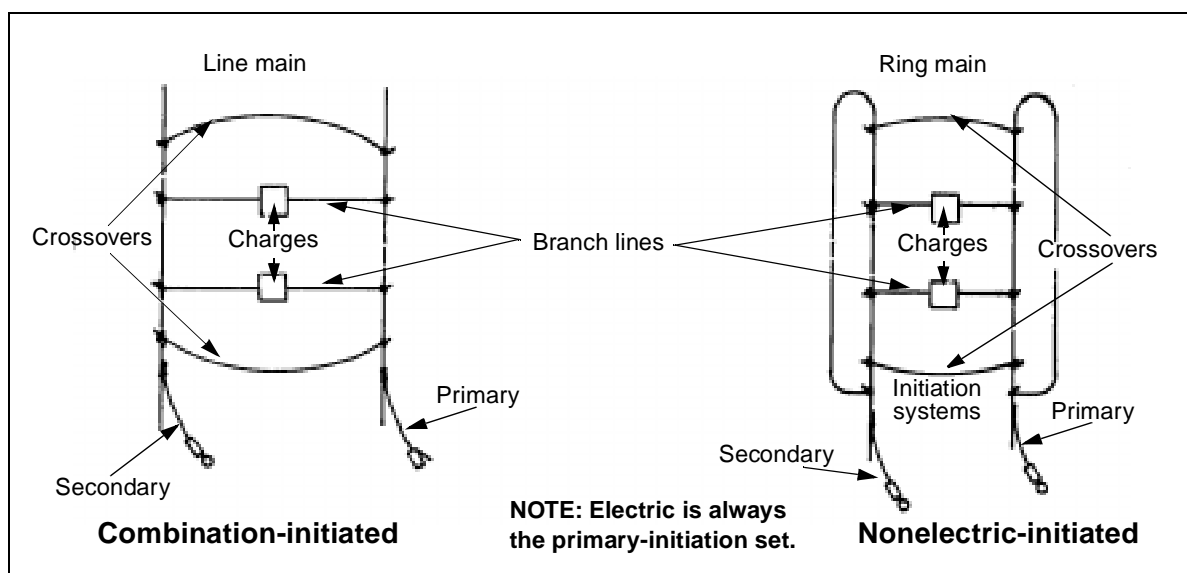 Line main
Ring main
Crossovers
Charges
Branch lines
Charges
Crossovers
Primary
Initiation
systems
Primary
Secondary
Secondary
NOTE: Electric is always
the primary-initiation set.
Combination-initiated
Nonelectric-initiated